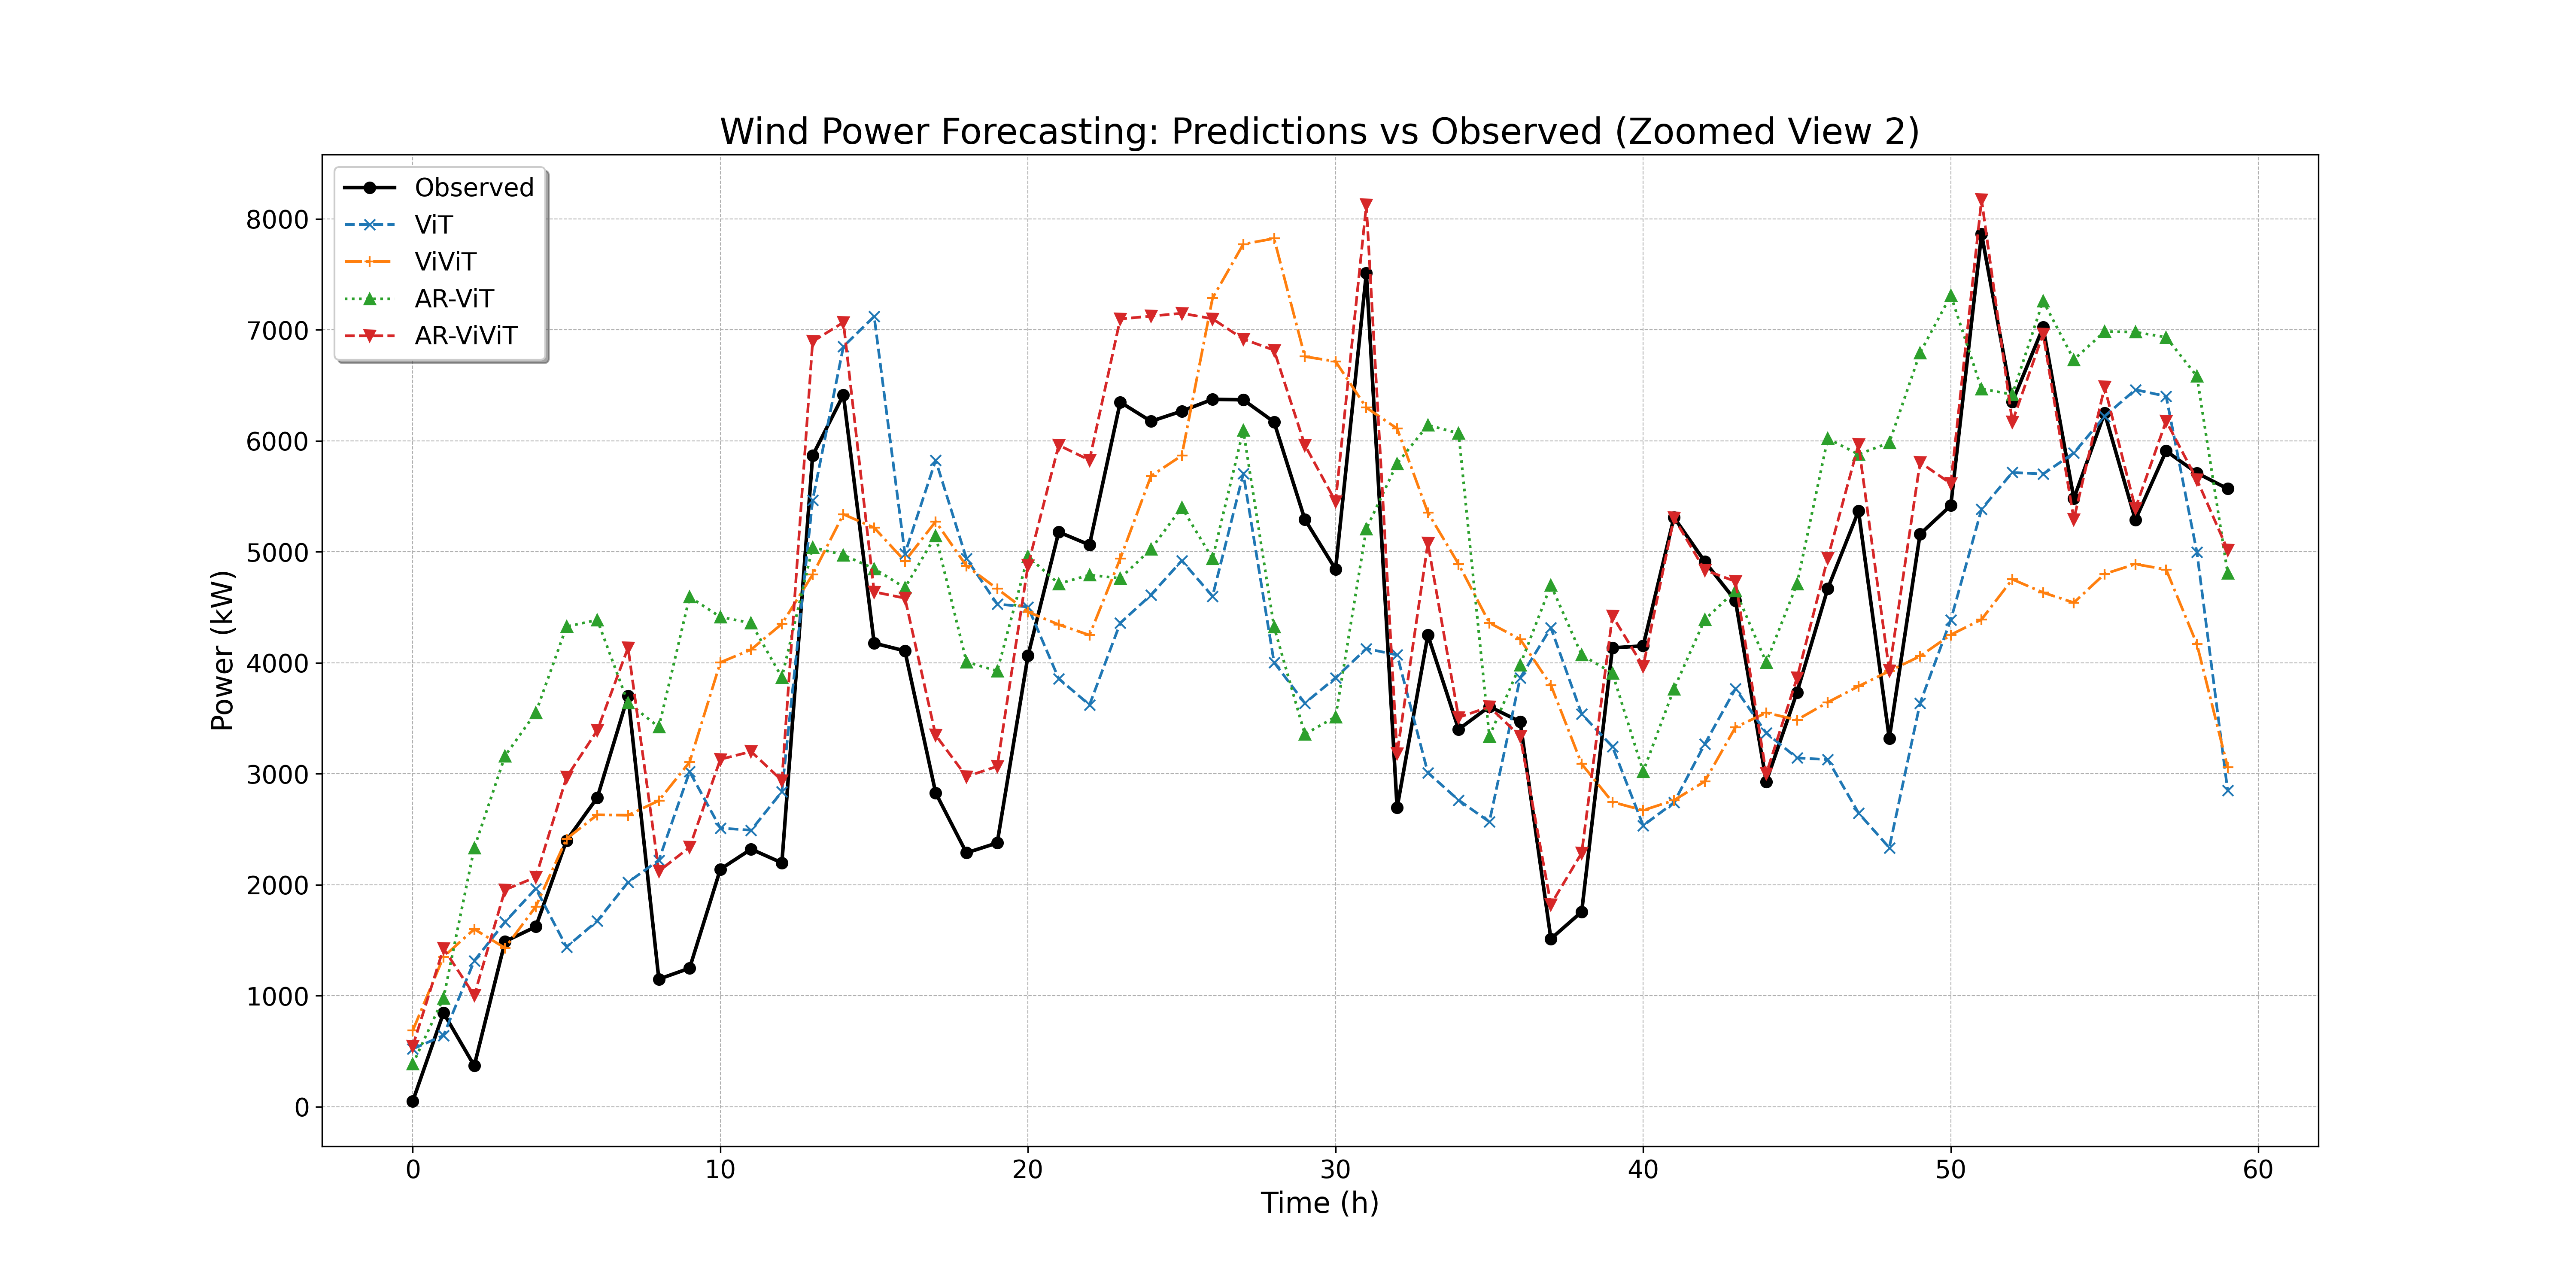 Wind Power Forecasting: Predictions vs Observed (Zoomed View 2)
Observed
ViT
ViViT
AR-ViT
AR-ViViT
Power (kW)
8000
7000
6000
5000
4000
3000
2000
1000
0
0 10 20 30 40 50 60
Time (h)